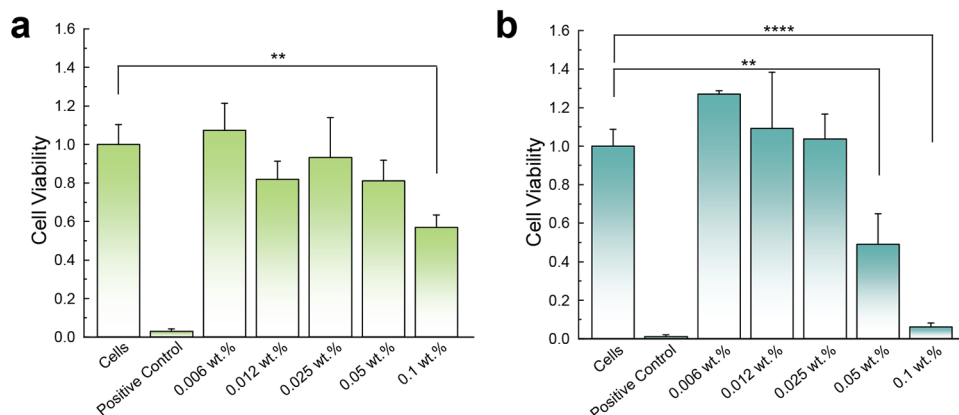 a
1.6
1.4
1.2
1.0
0.8
0.6
0.4
0.2
0.0
Cell Viability
**
Cells
Positive Control
0.006 wt.%
0.012 wt.%
0.025 wt.%
0.05 wt.%
0.1 wt.%
b
1.6
1.4
1.2
1.0
0.8
0.6
0.4
0.2
0.0
Cell Viability
****
**
Cells
Positive Control
0.006 wt.%
0.012 wt.%
0.025 wt.%
0.05 wt.%
0.1 wt.%